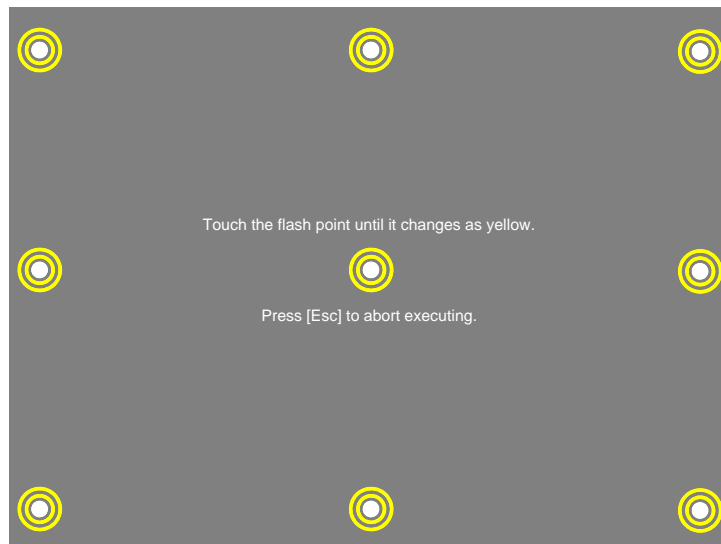 Touch the flash point until it changes as yellow.
Press [Esc] to abort executing.